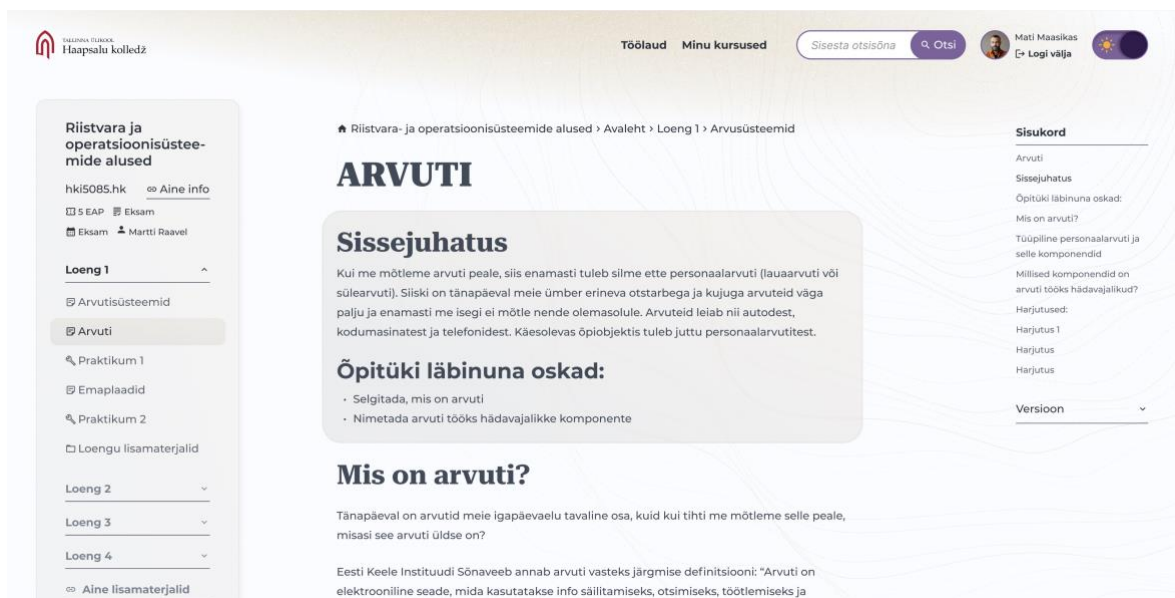 TALLINNA ÜLIKOOL
Haapsalu kolledž
Töölaud Minu kursused Sisesta otsisõna Otsi
Mati Maasikas
Logi välja
Riistvara ja
operatsioonisüstee-
mide alused
hki5085.hk Aine info
5 EAP Eksam
Eksam Martti Raavel
Loeng 1
Arvutisüsteemid
Arvuti
Praktikum 1
Emaplaadid
Praktikum 2
Loengu lisamaterjalid
Loeng 2
Loeng 3
Loeng 4
Aine lisamaterjalid
Riistvara- ja operatsioonisüsteemide alused › Avaleht › Loeng 1 › Arvusüsteemid
ARVUTI
Sissejuhatus
Kui me mõtleme arvuti peale, siis enamasti tuleb silme ette personaalarvuti (lauaarvuti või
sülearvuti). Siiski on tänapäeval meie ümber erineva otstarbega ja kujuga arvuteid väga
palju ja enamasti me isegi ei mõtle nende olemasolule. Arvuteid leiab nii autodest,
kodumasinatest ja telefonidest. Käesolevas õpiobjektis tuleb juttu personaalarvutitest.
Õpitüki läbinuna oskad:
• Selgitada, mis on arvuti
• Nimetada arvuti tööks hädavajalikke komponente
Mis on arvuti?
Tänapäeval on arvutid meie igapäevaelu tavaline osa, kuid kui tihti me mõtleme selle peale,
misasi see arvuti üldse on?
Eesti Keele Instituudi Sõnaveeb annab arvuti vasteks järgmise definitsiooni: “Arvuti on
elektrooniline seade, mida kasutatakse info säilitamiseks, otsimiseks, töötlemiseks ja
Sisukord
Arvuti
Sissejuhatus
Õpitüki läbinuna oskad:
Mis on arvuti?
Tüüpiline personaalarvuti ja
selle komponendid
Millised komponendid on
arvuti tööks hädavajalikud?
Harjutused:
Harjutus 1
Harjutus
Harjutus
Versioon